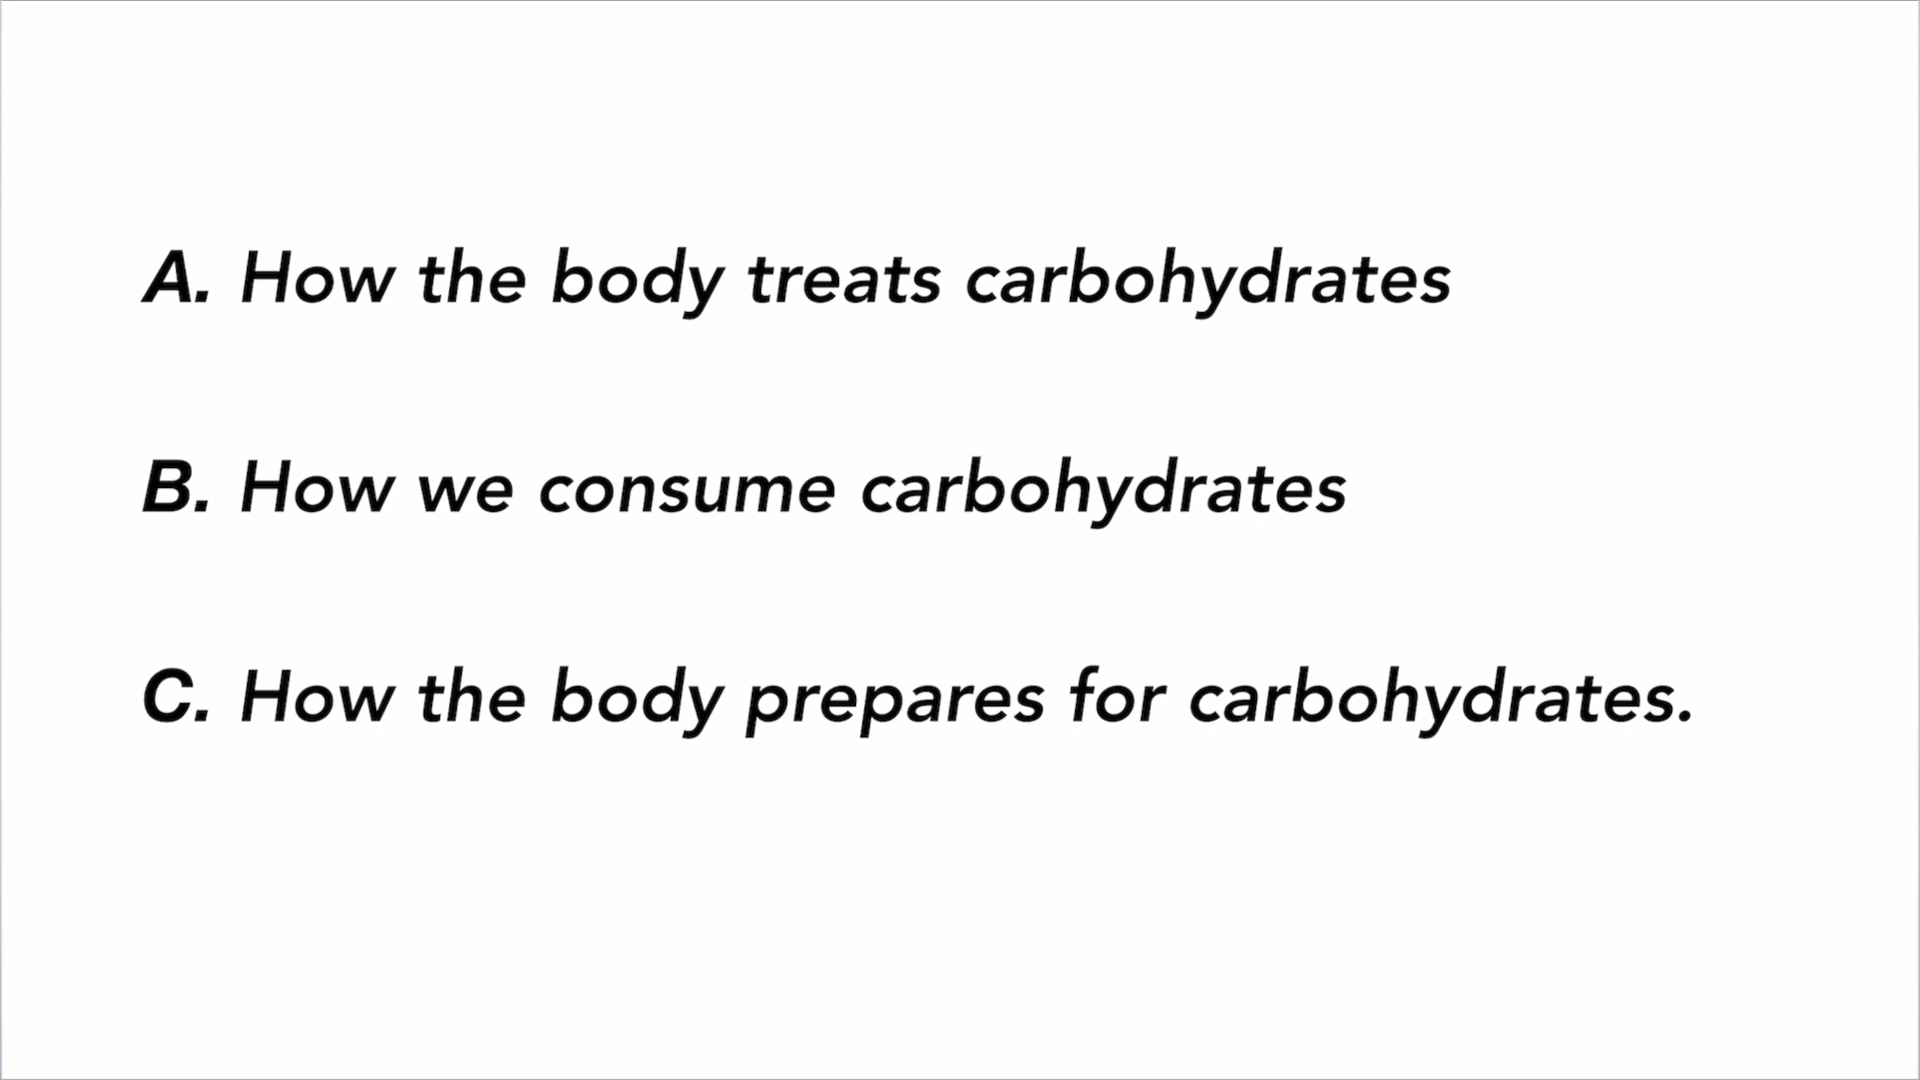 A. How the body treats carbohydrates
B. How we consume carbohydrates
C. How the body prepares for carbohydrates.